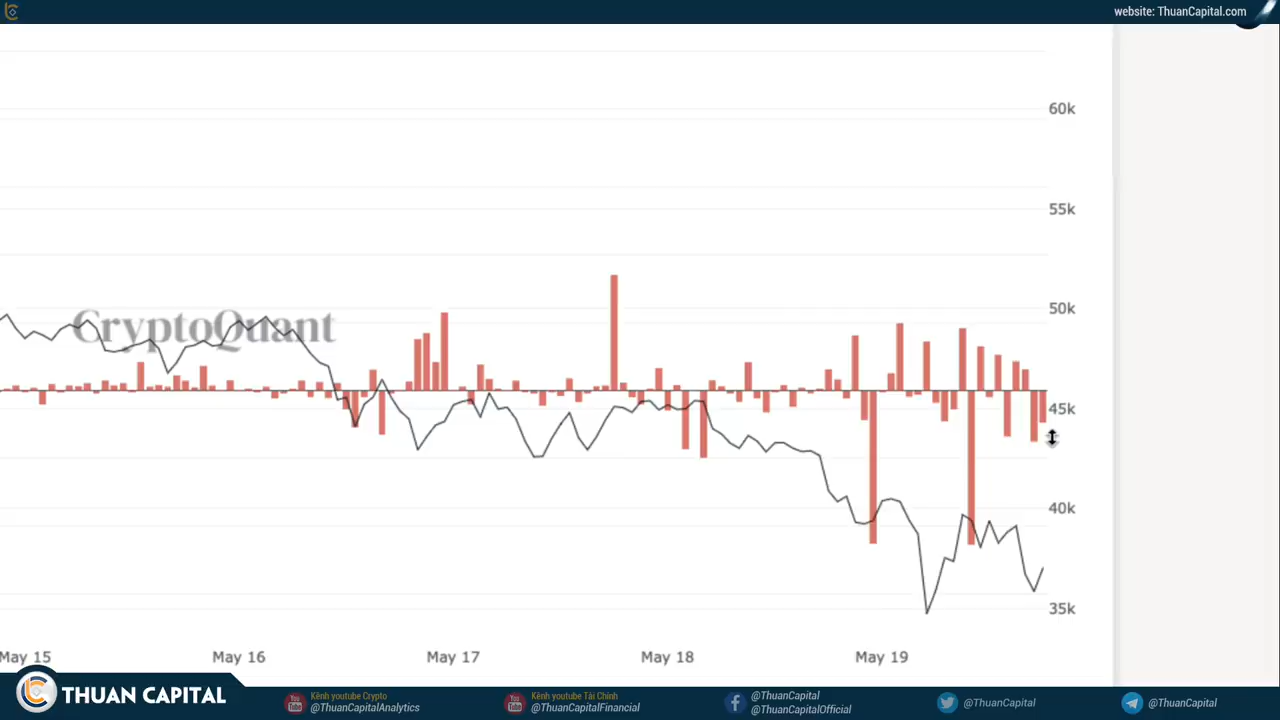 website: ThuanCapital.com
60k
55k
50k
CryptoQuant
45k
40k
35k
May 15
May 16
May 17
May 18
May 19
THUAN CAPITAL
Kênh youtube Crypto
@ThuanCapitalAnalytics
Kênh youtube Tài Chính
@ThuanCapitalFinancial
@ThuanCapital
@ThuanCapitalOfficial
@ThuanCapital
@ThuanCapital